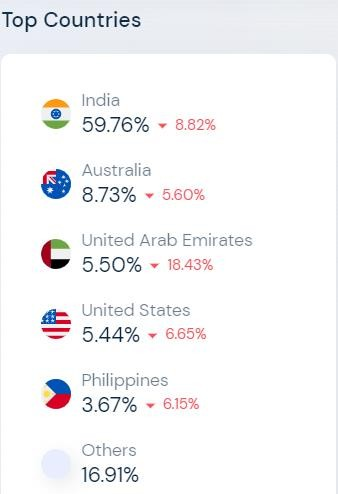 Top Countries
India
59.76% 8.82%
Australia
8.73% 5.60%
United Arab Emirates
5.50% 18.43%
United States
5.44% 6.65%
Philippines
3.67% 6.15%
Others
16.91%